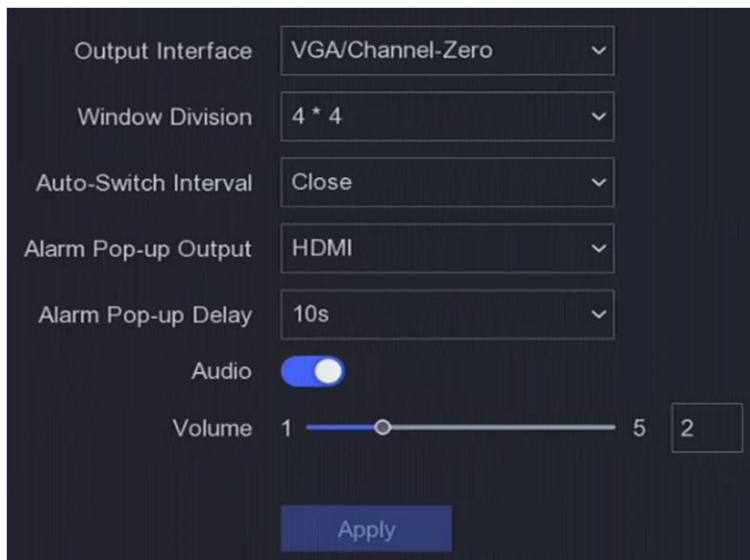 Output Interface VGA/Channel-Zero
Window Division 4 * 4
Auto-Switch Interval Close
Alarm Pop-up Output HDMI
Alarm Pop-up Delay 10s
Audio
Volume 1 5 2
Apply